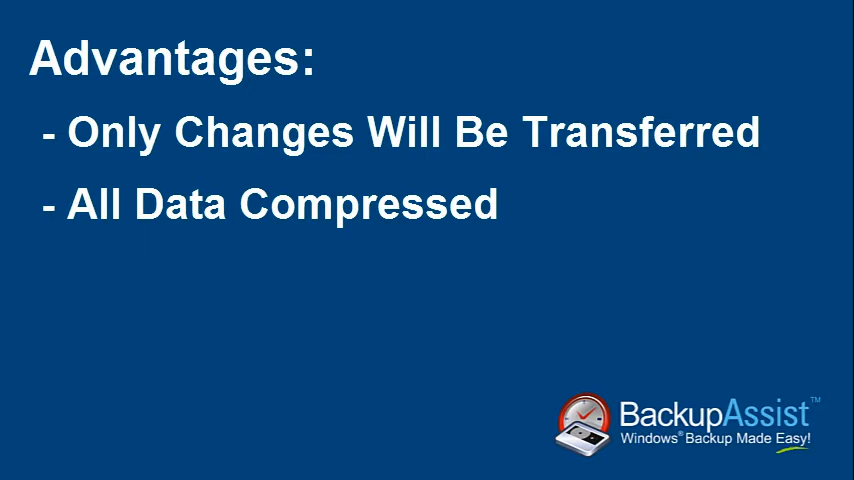 Advantages:
- Only Changes Will Be Transferred
- All Data Compressed
BackupAssist™
Windows® Backup Made Easy!